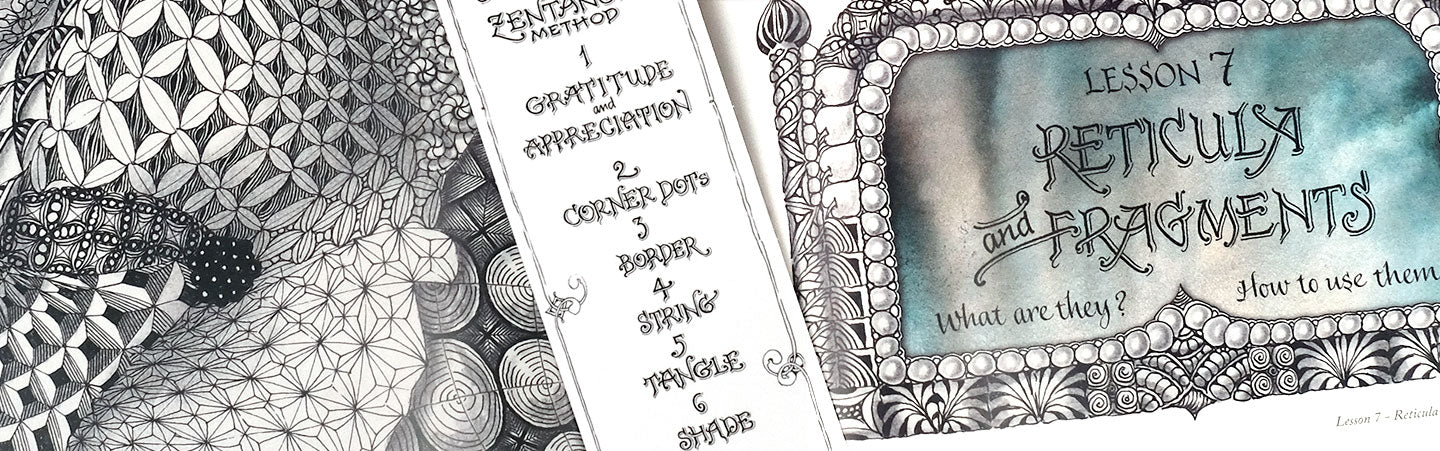 ZENTANGLE
METHOD
1
GRATITUDE
and
APPRECIATION
2
CORNER DOTS
3
BORDER
4
STRING
5
TANGLE
6
SHADE
LESSON 7
RETICULA
and FRAGMENTS
What are they?
How to use them
Lesson 7 - Reticula